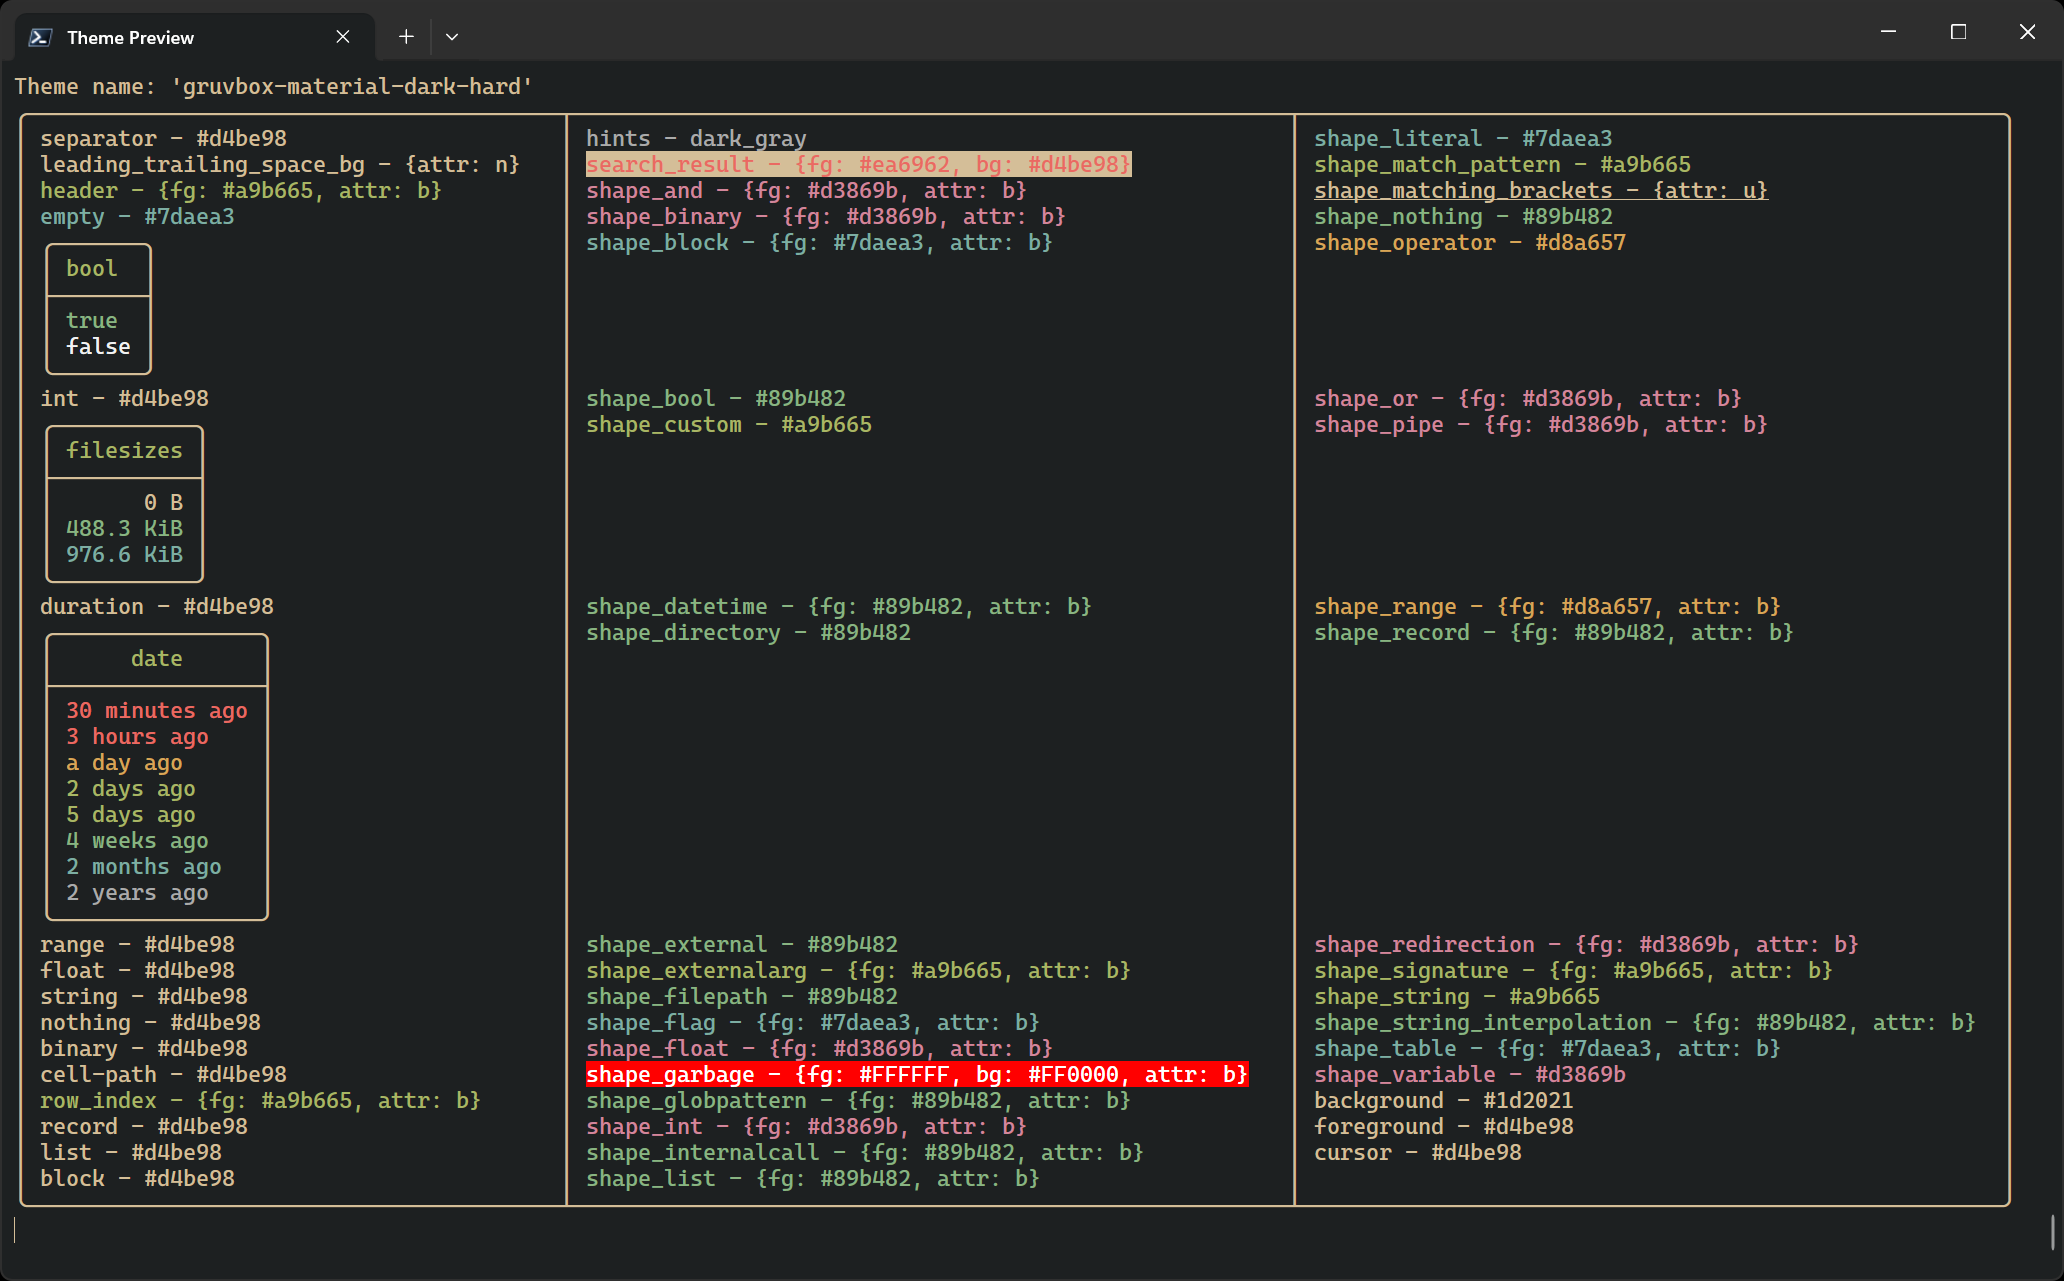 Theme Preview
Theme name: 'gruvbox-material-dark-hard'
separator - #d4be98
leading_trailing_space_bg - {attr: n}
header - {fg: #a9b665, attr: b}
empty - #7daea3
bool
true
false
int - #d4be98
filesizes
0 B
488.3 KiB
976.6 KiB
duration - #d4be98
date
30 minutes ago
3 hours ago
a day ago
2 days ago
5 days ago
4 weeks ago
2 months ago
2 years ago
range - #d4be98
float - #d4be98
string - #d4be98
nothing - #d4be98
binary - #d4be98
cell-path - #d4be98
row_index - {fg: #a9b665, attr: b}
record - #d4be98
list - #d4be98
block - #d4be98
hints - dark_gray
search_result - {fg: #ea6962, bg: #d4be98}
shape_and - {fg: #d3869b, attr: b}
shape_binary - {fg: #d3869b, attr: b}
shape_block - {fg: #7daea3, attr: b}
shape_bool - #89b482
shape_custom - #a9b665
shape_datetime - {fg: #89b482, attr: b}
shape_directory - #89b482
shape_external - #89b482
shape_externalarg - {fg: #a9b665, attr: b}
shape_filepath - #89b482
shape_flag - {fg: #7daea3, attr: b}
shape_float - {fg: #d3869b, attr: b}
shape_garbage - {fg: #FFFFFF, bg: #FF0000, attr: b}
shape_globpattern - {fg: #89b482, attr: b}
shape_int - {fg: #d3869b, attr: b}
shape_internalcall - {fg: #89b482, attr: b}
shape_list - {fg: #89b482, attr: b}
shape_literal - #7daea3
shape_match_pattern - #a9b665
shape_matching_brackets - {attr: u}
shape_nothing - #89b482
shape_operator - #d8a657
shape_or - {fg: #d3869b, attr: b}
shape_pipe - {fg: #d3869b, attr: b}
shape_range - {fg: #d8a657, attr: b}
shape_record - {fg: #89b482, attr: b}
shape_redirection - {fg: #d3869b, attr: b}
shape_signature - {fg: #a9b665, attr: b}
shape_string - #a9b665
shape_string_interpolation - {fg: #89b482, attr: b}
shape_table - {fg: #7daea3, attr: b}
shape_variable - #d3869b
background - #1d2021
foreground - #d4be98
cursor - #d4be98